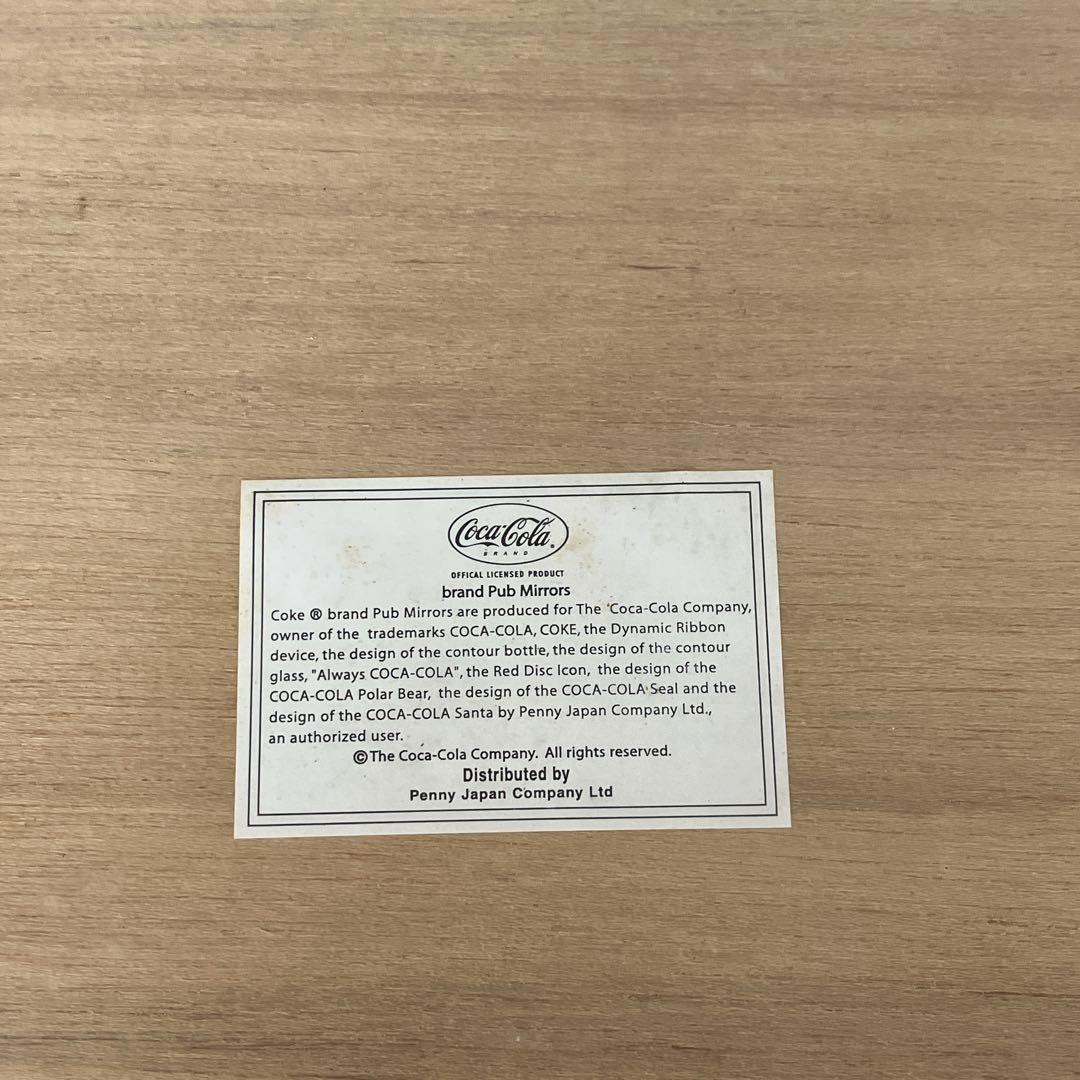 Coca-Cola®
BRAND
OFFICAL LICENSED PRODUCT
brand Pub Mirrors
Coke ® brand Pub Mirrors are produced for The Coca-Cola Company,
owner of the trademarks COCA-COLA, COKE, the Dynamic Ribbon
device, the design of the contour bottle, the design of the contour
glass, "Always COCA-COLA", the Red Disc Icon, the design of the
COCA-COLA Polar Bear, the design of the COCA-COLA Seal and the
design of the COCA-COLA Santa by Penny Japan Company Ltd.,
an authorized user.
©The Coca-Cola Company. All rights reserved.
Distributed by
Penny Japan Company Ltd